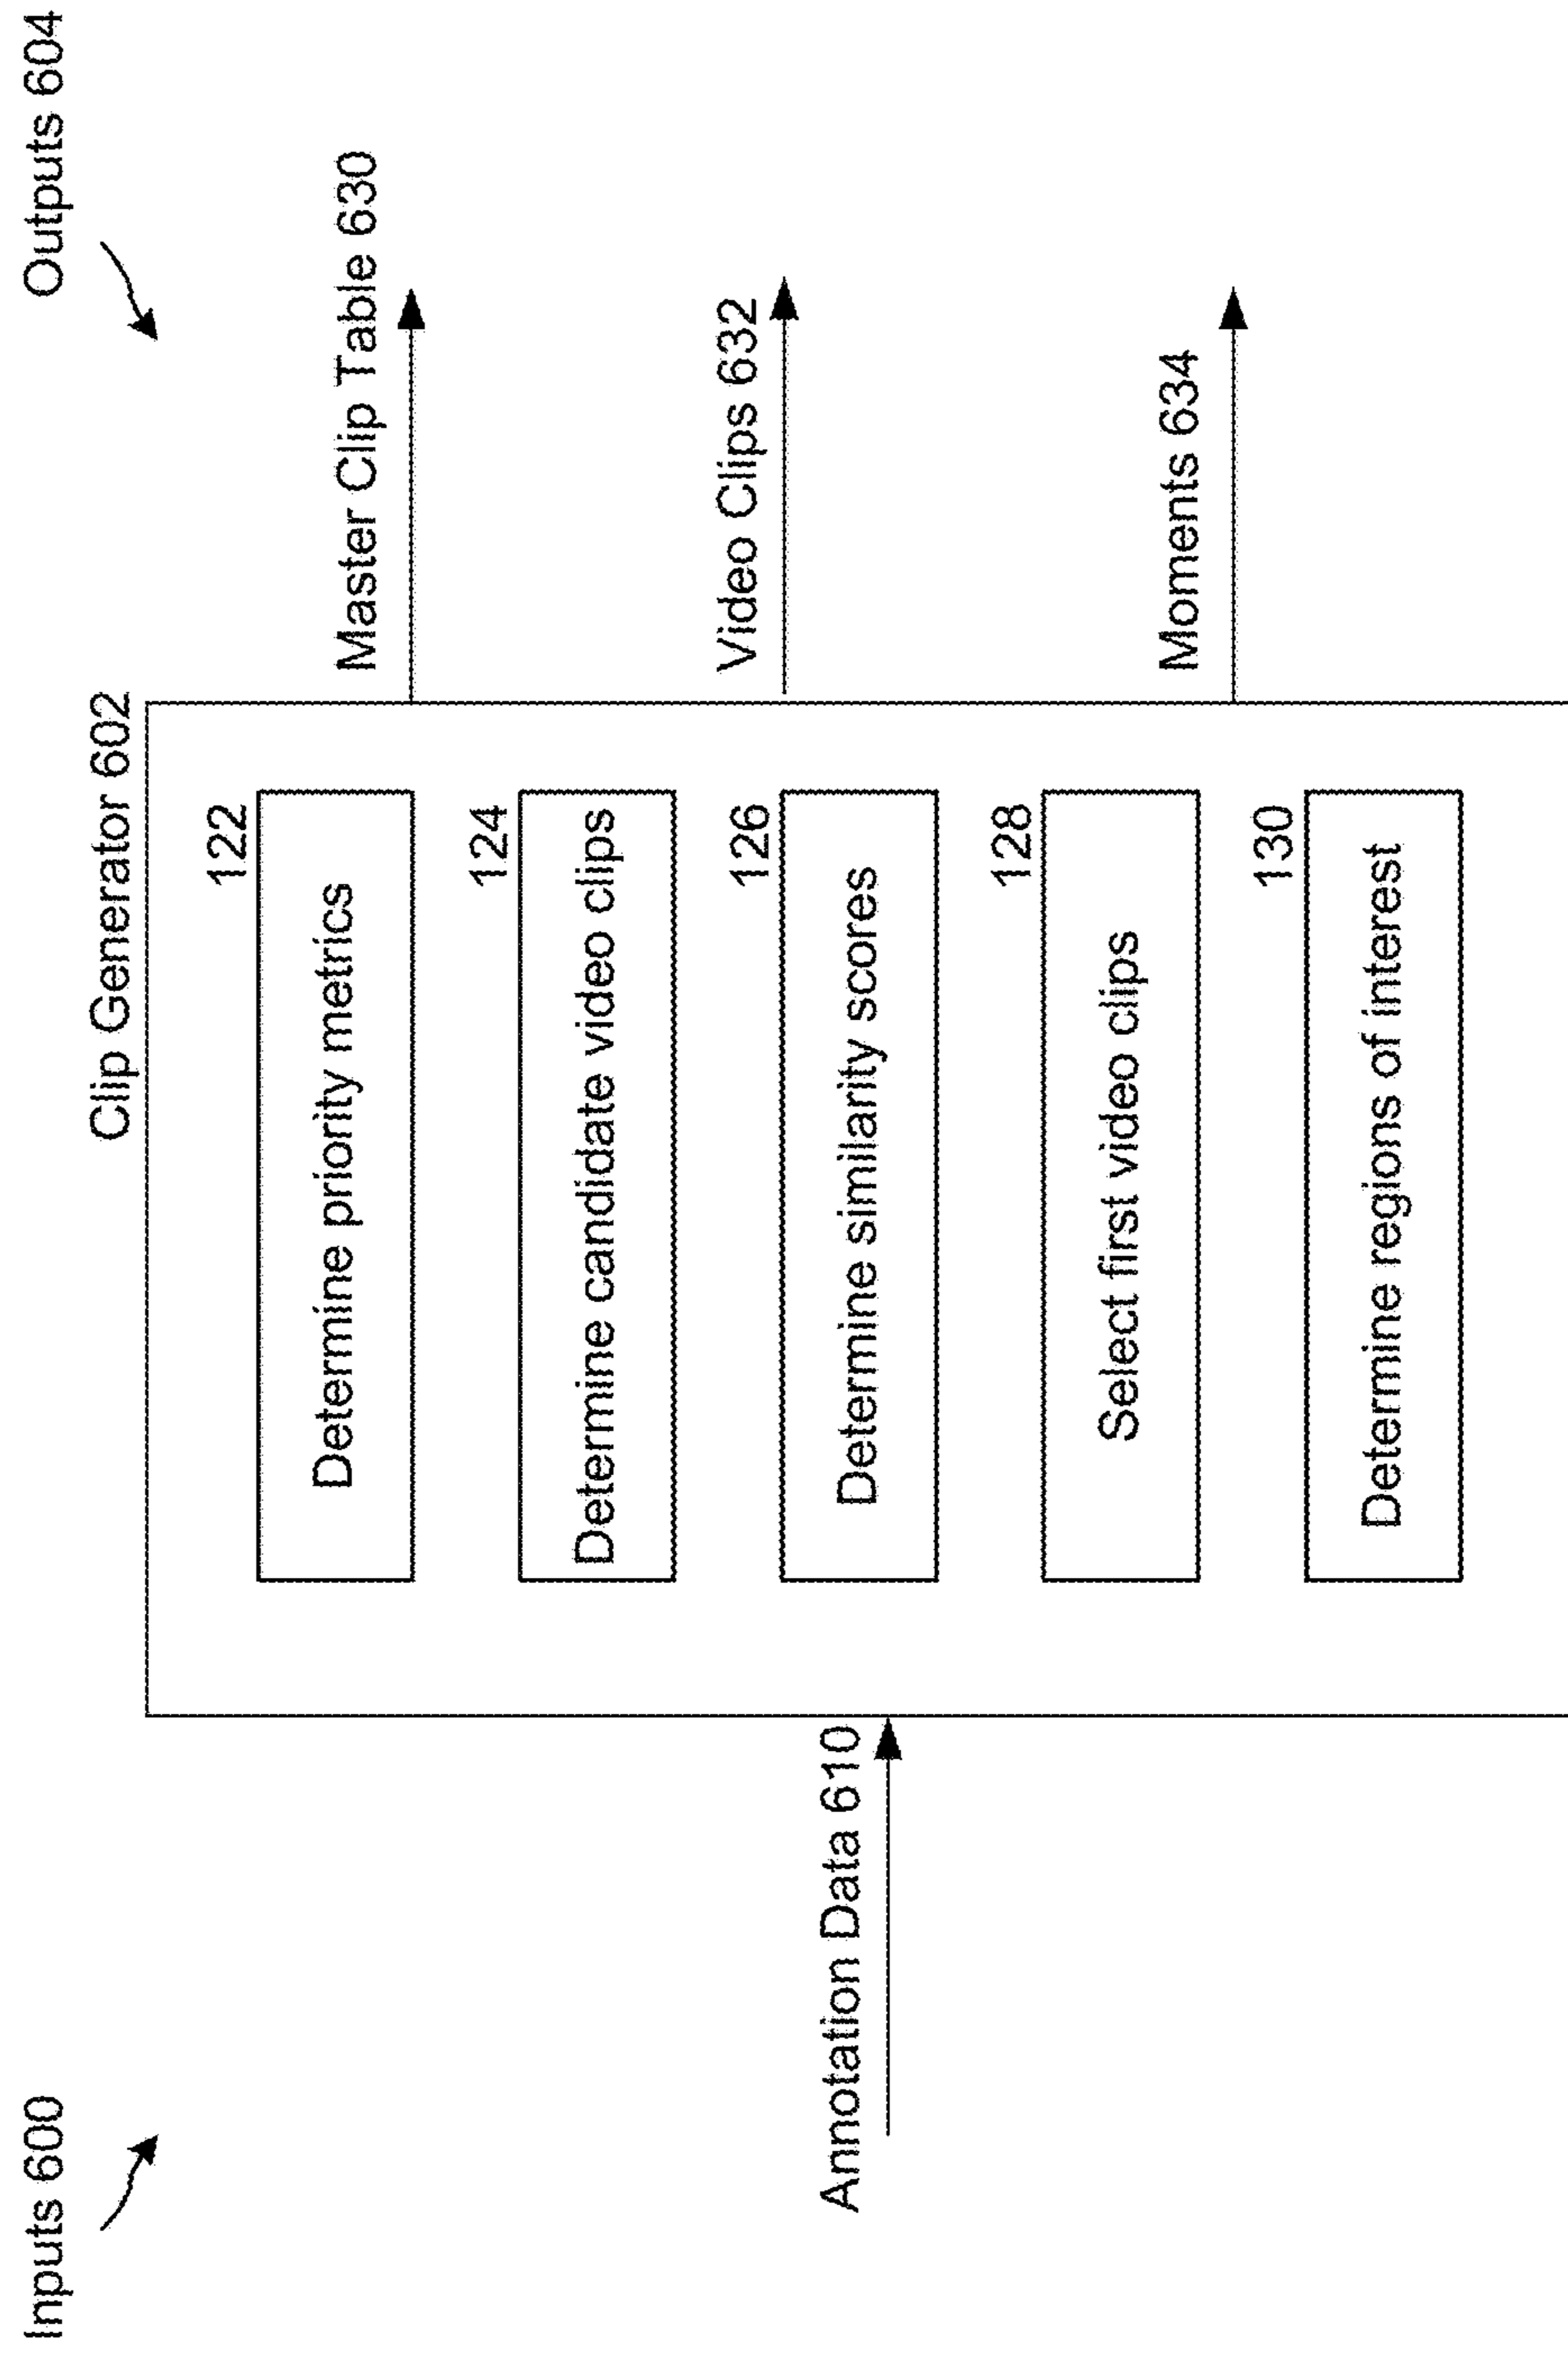 Inputs 600
Outputs 604
Clip Generator 602
122
Determine priority metrics
124
Determine candidate video clips
126
Determine similarity scores
128
Select first video clips
130
Determine regions of interest
Annotation Data 610
Master Clip Table 630
Video Clips 632
Moments 634